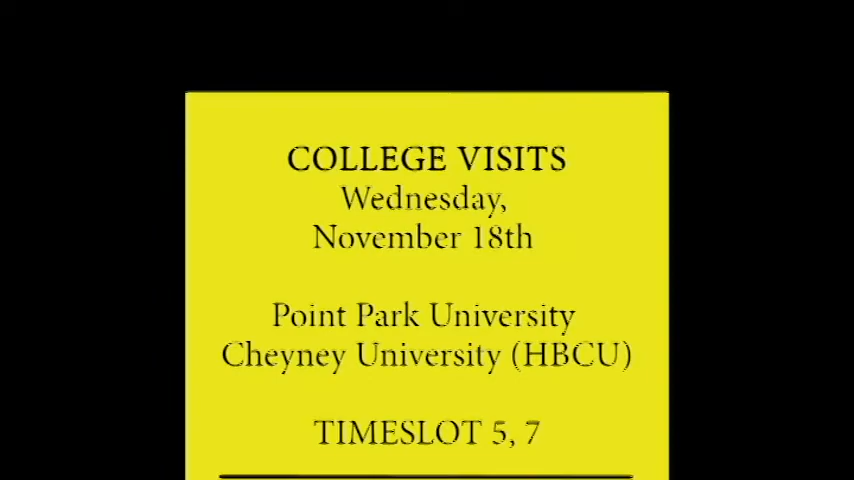 COLLEGE VISITS
Wednesday,
November 18th
Point Park University
Cheyney University (HBCU)
TIMESLOT 5, 7